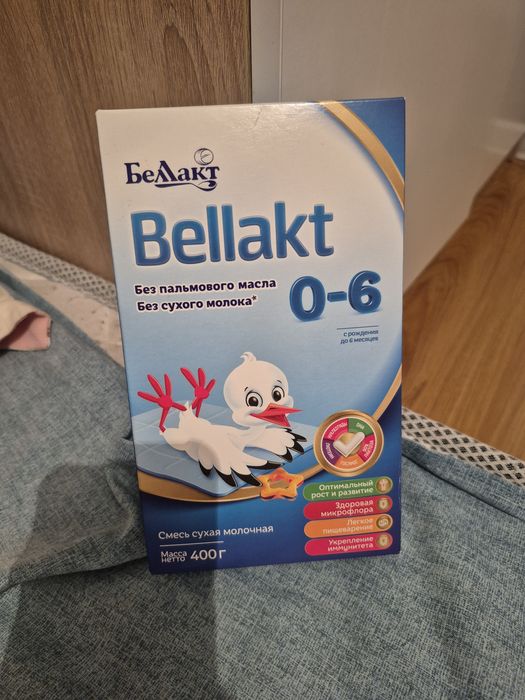 Беллакт
Bellakt
Без пальмового масла
Без сухого молока*
0-6
с рождения
до 6 месяцев
Оптимальный
рост и развитие
Здоровая
микрофлора
Легкое
пищеварение
Укрепление
иммунитета
Смесь сухая молочная
Масса
нетто 400 г